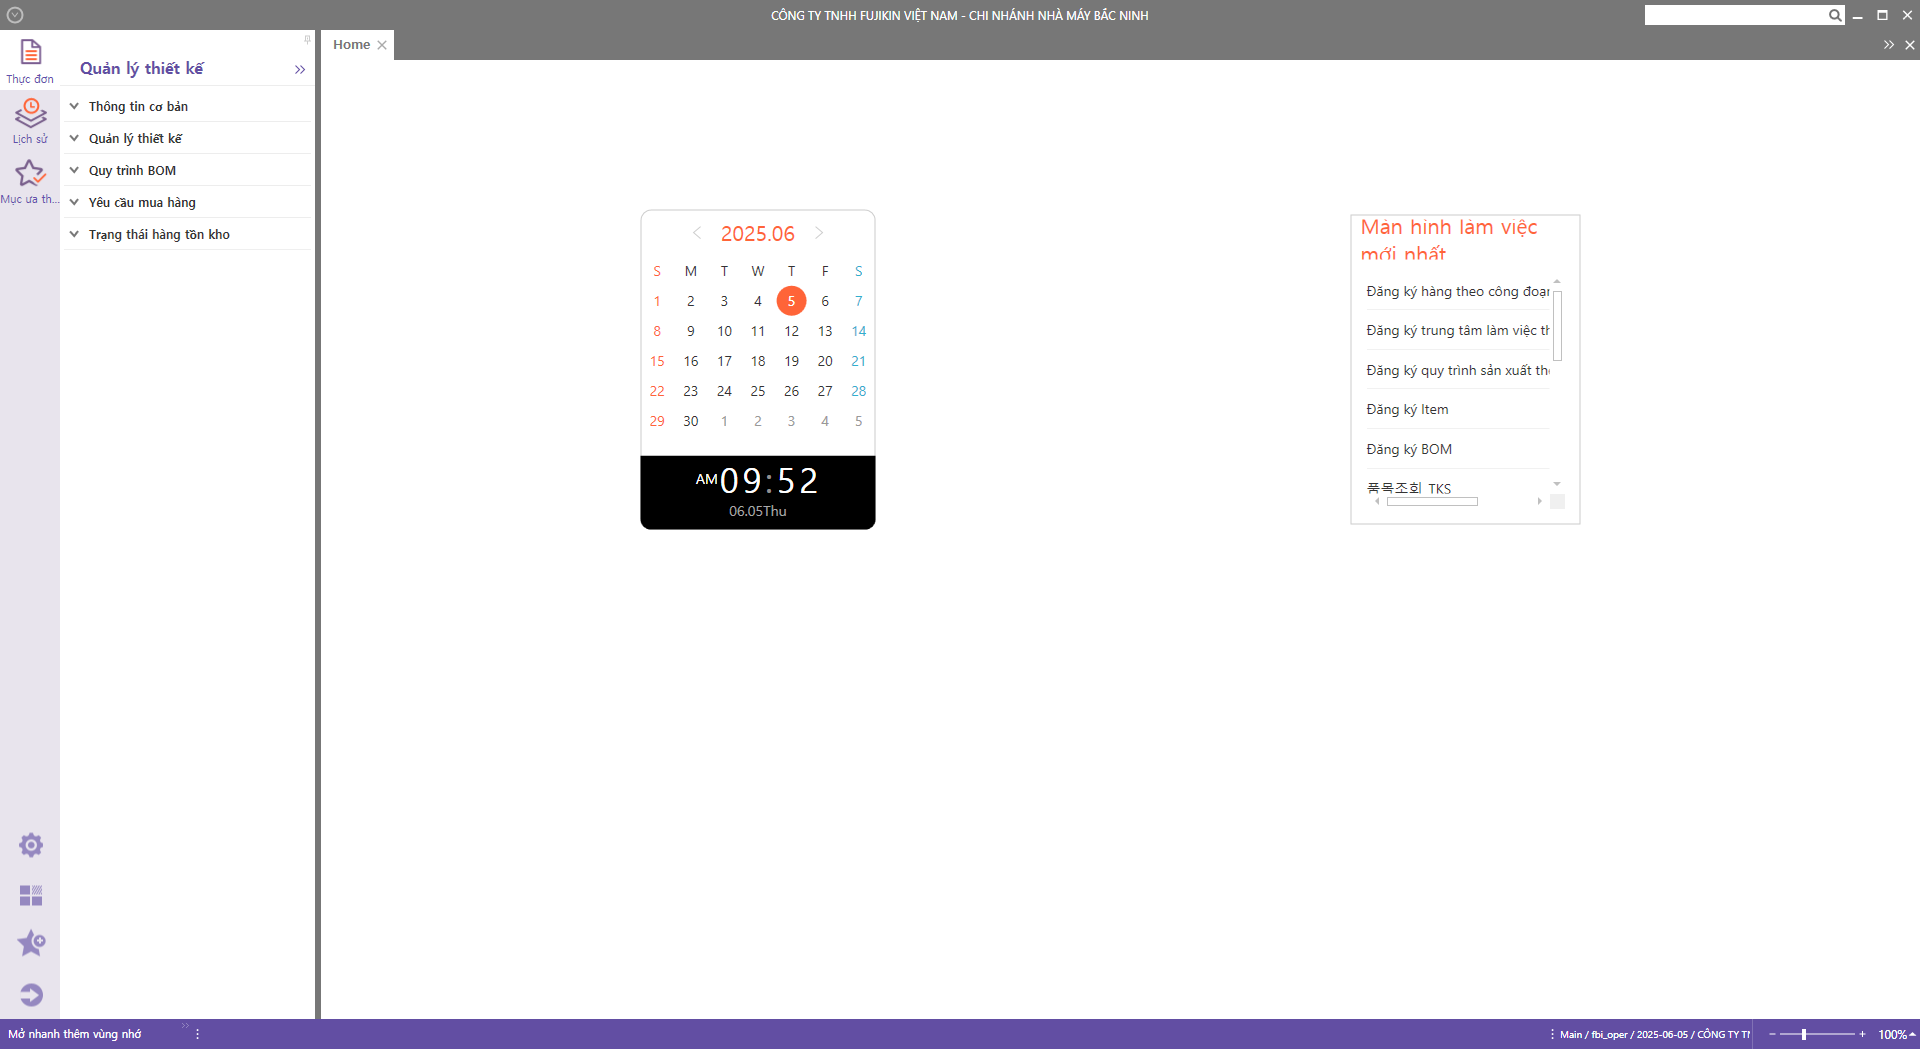 CÔNG TY TNHH FUJIKIN VIỆT NAM - CHI NHÁNH NHÀ MÁY BẮC NINH
Thực đơn
Lịch sử
Mục ưa th...
Quản lý thiết kế
Thông tin cơ bản
Quản lý thiết kế
Quy trình BOM
Yêu cầu mua hàng
Trạng thái hàng tồn kho
Home
2025.06
S M T W T F S
1 2 3 4 5 6 7
8 9 10 11 12 13 14
15 16 17 18 19 20 21
22 23 24 25 26 27 28
29 30 1 2 3 4 5
AM 09:52
06.05Thu
Màn hình làm việc
mới nhất
Đăng ký hàng theo công đoạn
Đăng ký trung tâm làm việc th
Đăng ký quy trình sản xuất the
Đăng ký Item
Đăng ký BOM
품목조회_TKS
Mở nhanh thêm vùng nhớ
Main / fbi_oper / 2025-06-05 / CÔNG TY TN
100%